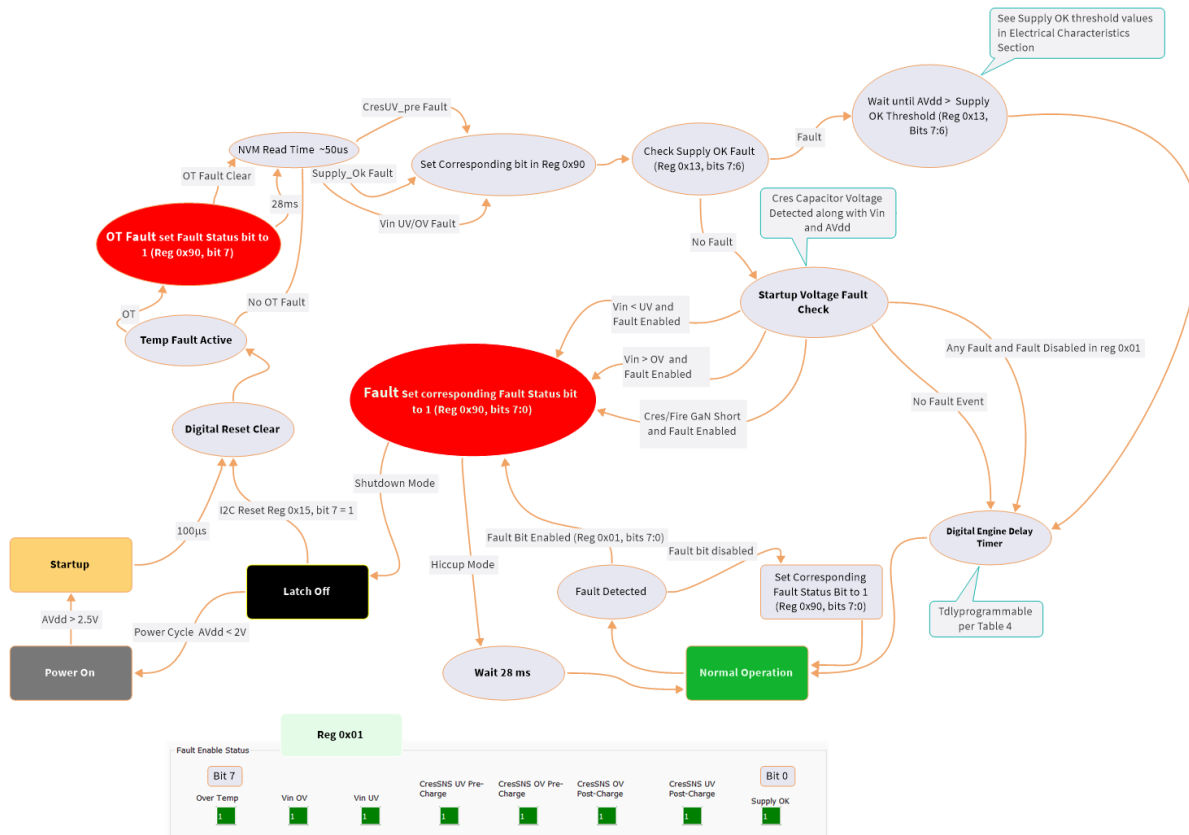 See Supply OK threshold values
in Electrical Characteristics
Section
Wait until AVdd > Supply
OK Threshold (Reg 0x13,
Bits 7:6)
CresUV_pre Fault
Fault
NVM Read Time ~50us
Set Corresponding bit in Reg 0x90
Check Supply OK Fault
(Reg 0x13, bits 7:6)
OT Fault Clear
Supply_Ok Fault
28ms
Vin UV/OV Fault
Cres Capacitor Voltage
Detected along with Vin
and AVdd
OT Fault set Fault Status bit to
1 (Reg 0x90, bit 7)
No Fault
No OT Fault
OT
Temp Fault Active
Startup Voltage Fault
Check
Vin < UV and
Fault Enabled
Any Fault and Fault Disabled in reg 0x01
Vin > OV and
Fault Enabled
Fault Set corresponding Fault Status bit
to 1 (Reg 0x90, bits 7:0)
No Fault Event
Cres/Fire GaN Short
and Fault Enabled
Digital Reset Clear
Shutdown Mode
I2C Reset Reg 0x15, bit 7 = 1
100µs
Digital Engine Delay
Timer
Fault Bit Enabled (Reg 0x01, bits 7:0)
Fault bit disabled
Startup
Hiccup Mode
Latch Off
Fault Detected
Set Corresponding
Fault Status Bit to 1
(Reg 0x90, bits 7:0)
Tdlyprogrammable
per Table 4
AVdd > 2.5V
Power Cycle AVdd < 2V
Power On
Wait 28 ms
Normal Operation
Reg 0x01
Fault Enable Status
Bit 7
Bit 0
Over Temp
Vin OV
Vin UV
CresSNS UV Pre-
Charge
CresSNS OV Pre-
Charge
CresSNS OV
Post-Charge
CresSNS UV
Post-Charge
Supply OK
1 1 1 1 1 1 1 1